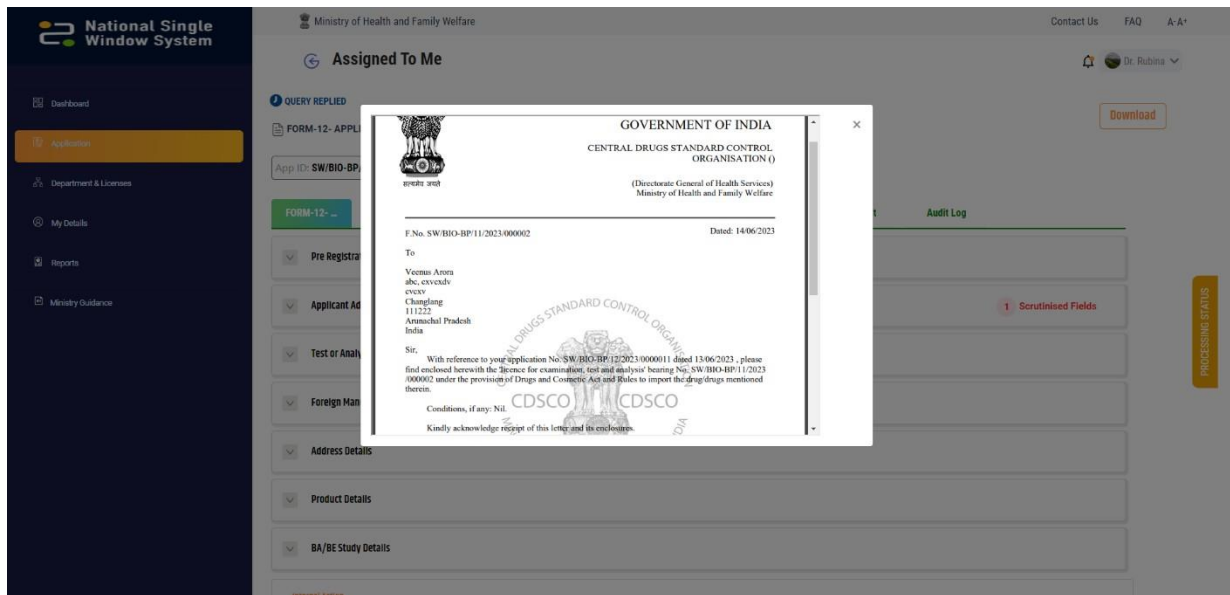 National Single
Window System
Ministry of Health and Family Welfare
Contact Us FAQ A-A+
Assigned To Me
Dr. Rubina
Dashboard
Application
Department & Licenses
My Details
Reports
Ministry Guidance
QUERY REPLIED
Download
FORM-12- APPLI
App ID: SW/BIO-BP/
FORM-12- ...
t Audit Log
Pre Registra
Applicant Ad
1 Scrutinised Fields
Test or Analy
Foreign Man
Address Details
Product Details
BA/BE Study Details
PROCESSING STATUS
×
सत्यमेव जयते
GOVERNMENT OF INDIA
CENTRAL DRUGS STANDARD CONTROL
ORGANISATION ()
(Directorate General of Health Services)
Ministry of Health and Family Welfare
F.No. SW/BIO-BP/11/2023/000002 Dated: 14/06/2023
To
Veenus Arora
abc, cxvcxdv
cvcxv
Changlang
111222
Arunachal Pradesh
India
Sir,
With reference to your application No. SW/BIO-BP/12/2023/0000011 dated 13/06/2023 , please
find enclosed herewith the 'licence for examination, test and analysis' bearing No. SW/BIO-BP/11/2023
/000002 under the provision of Drugs and Cosmetic Act and Rules to import the drug/drugs mentioned
therein.
Conditions, if any: Nil.
Kindly acknowledge receipt of this letter and its enclosures.
CDSCO CDSCO